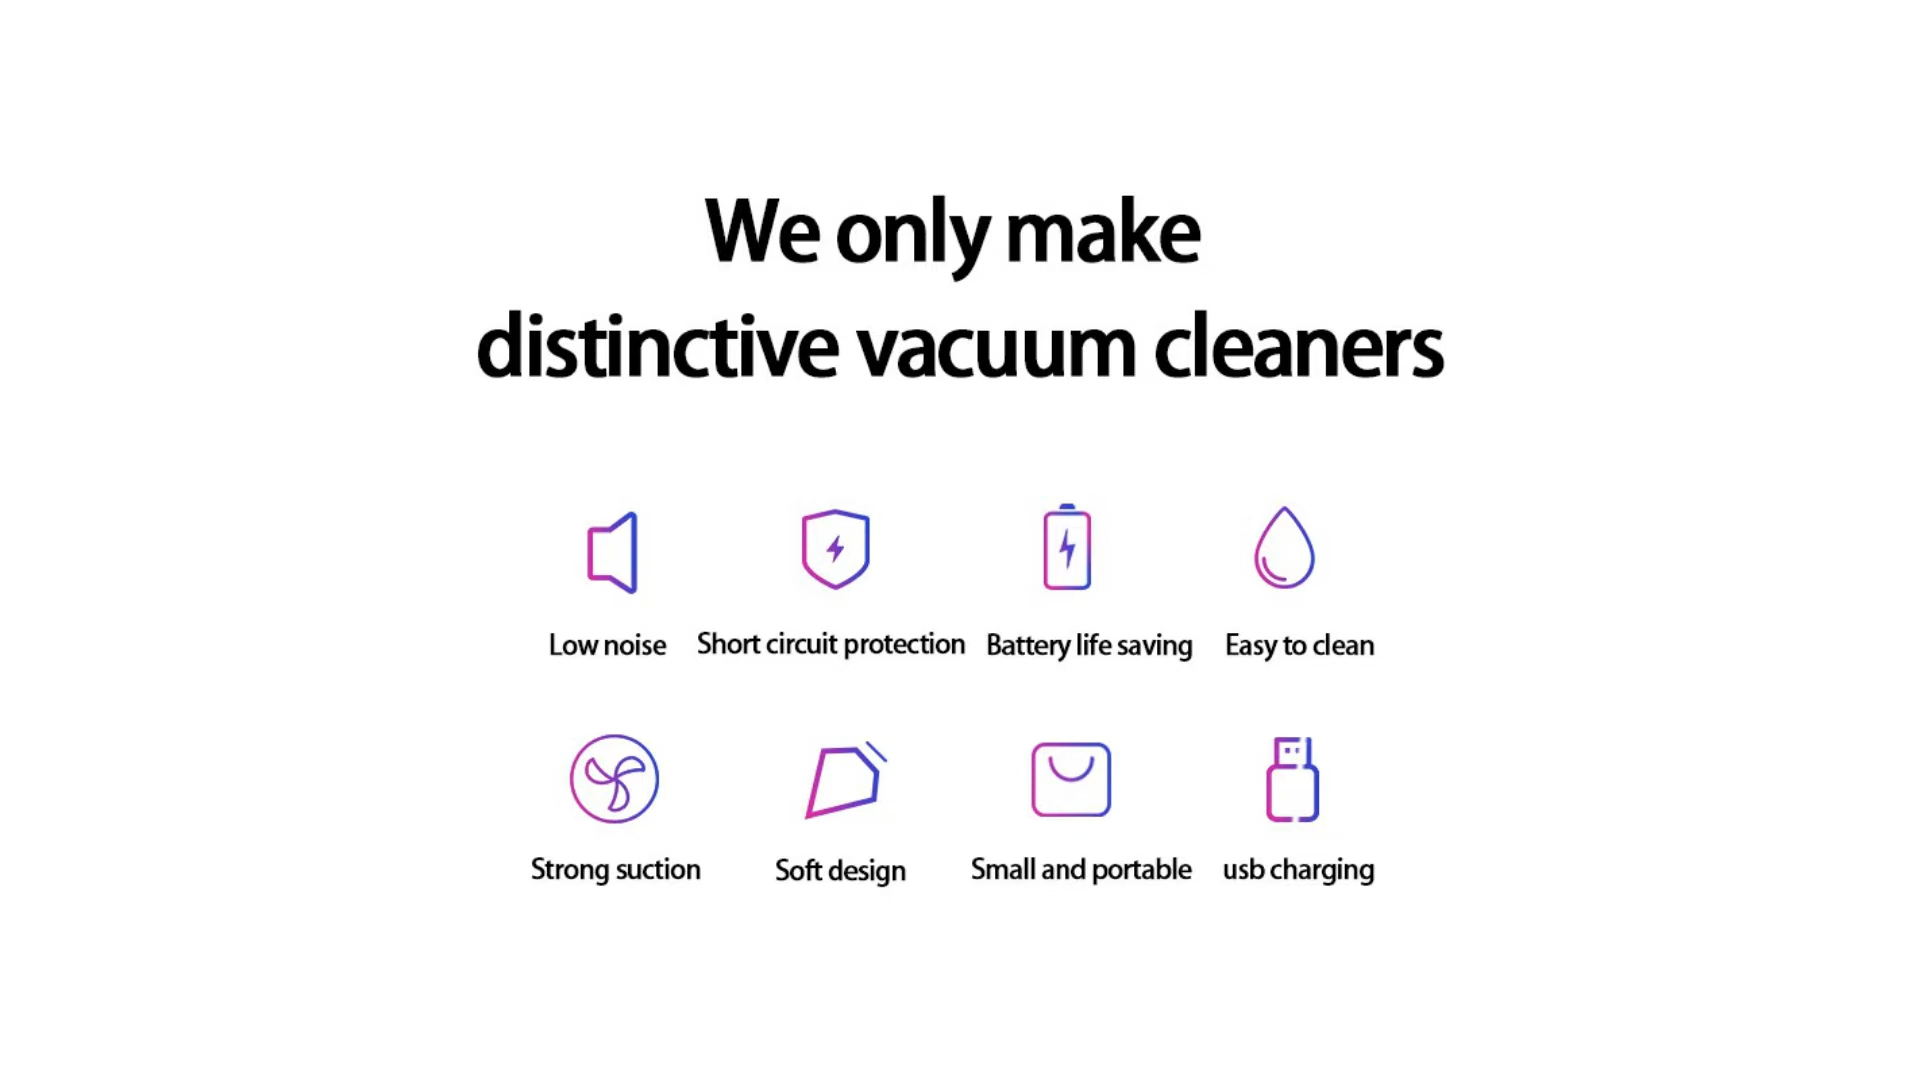 We only make
distinctive vacuum cleaners
Low noise
Short circuit protection
Battery life saving
Easy to clean
Strong suction
Soft design
Small and portable
usb charging